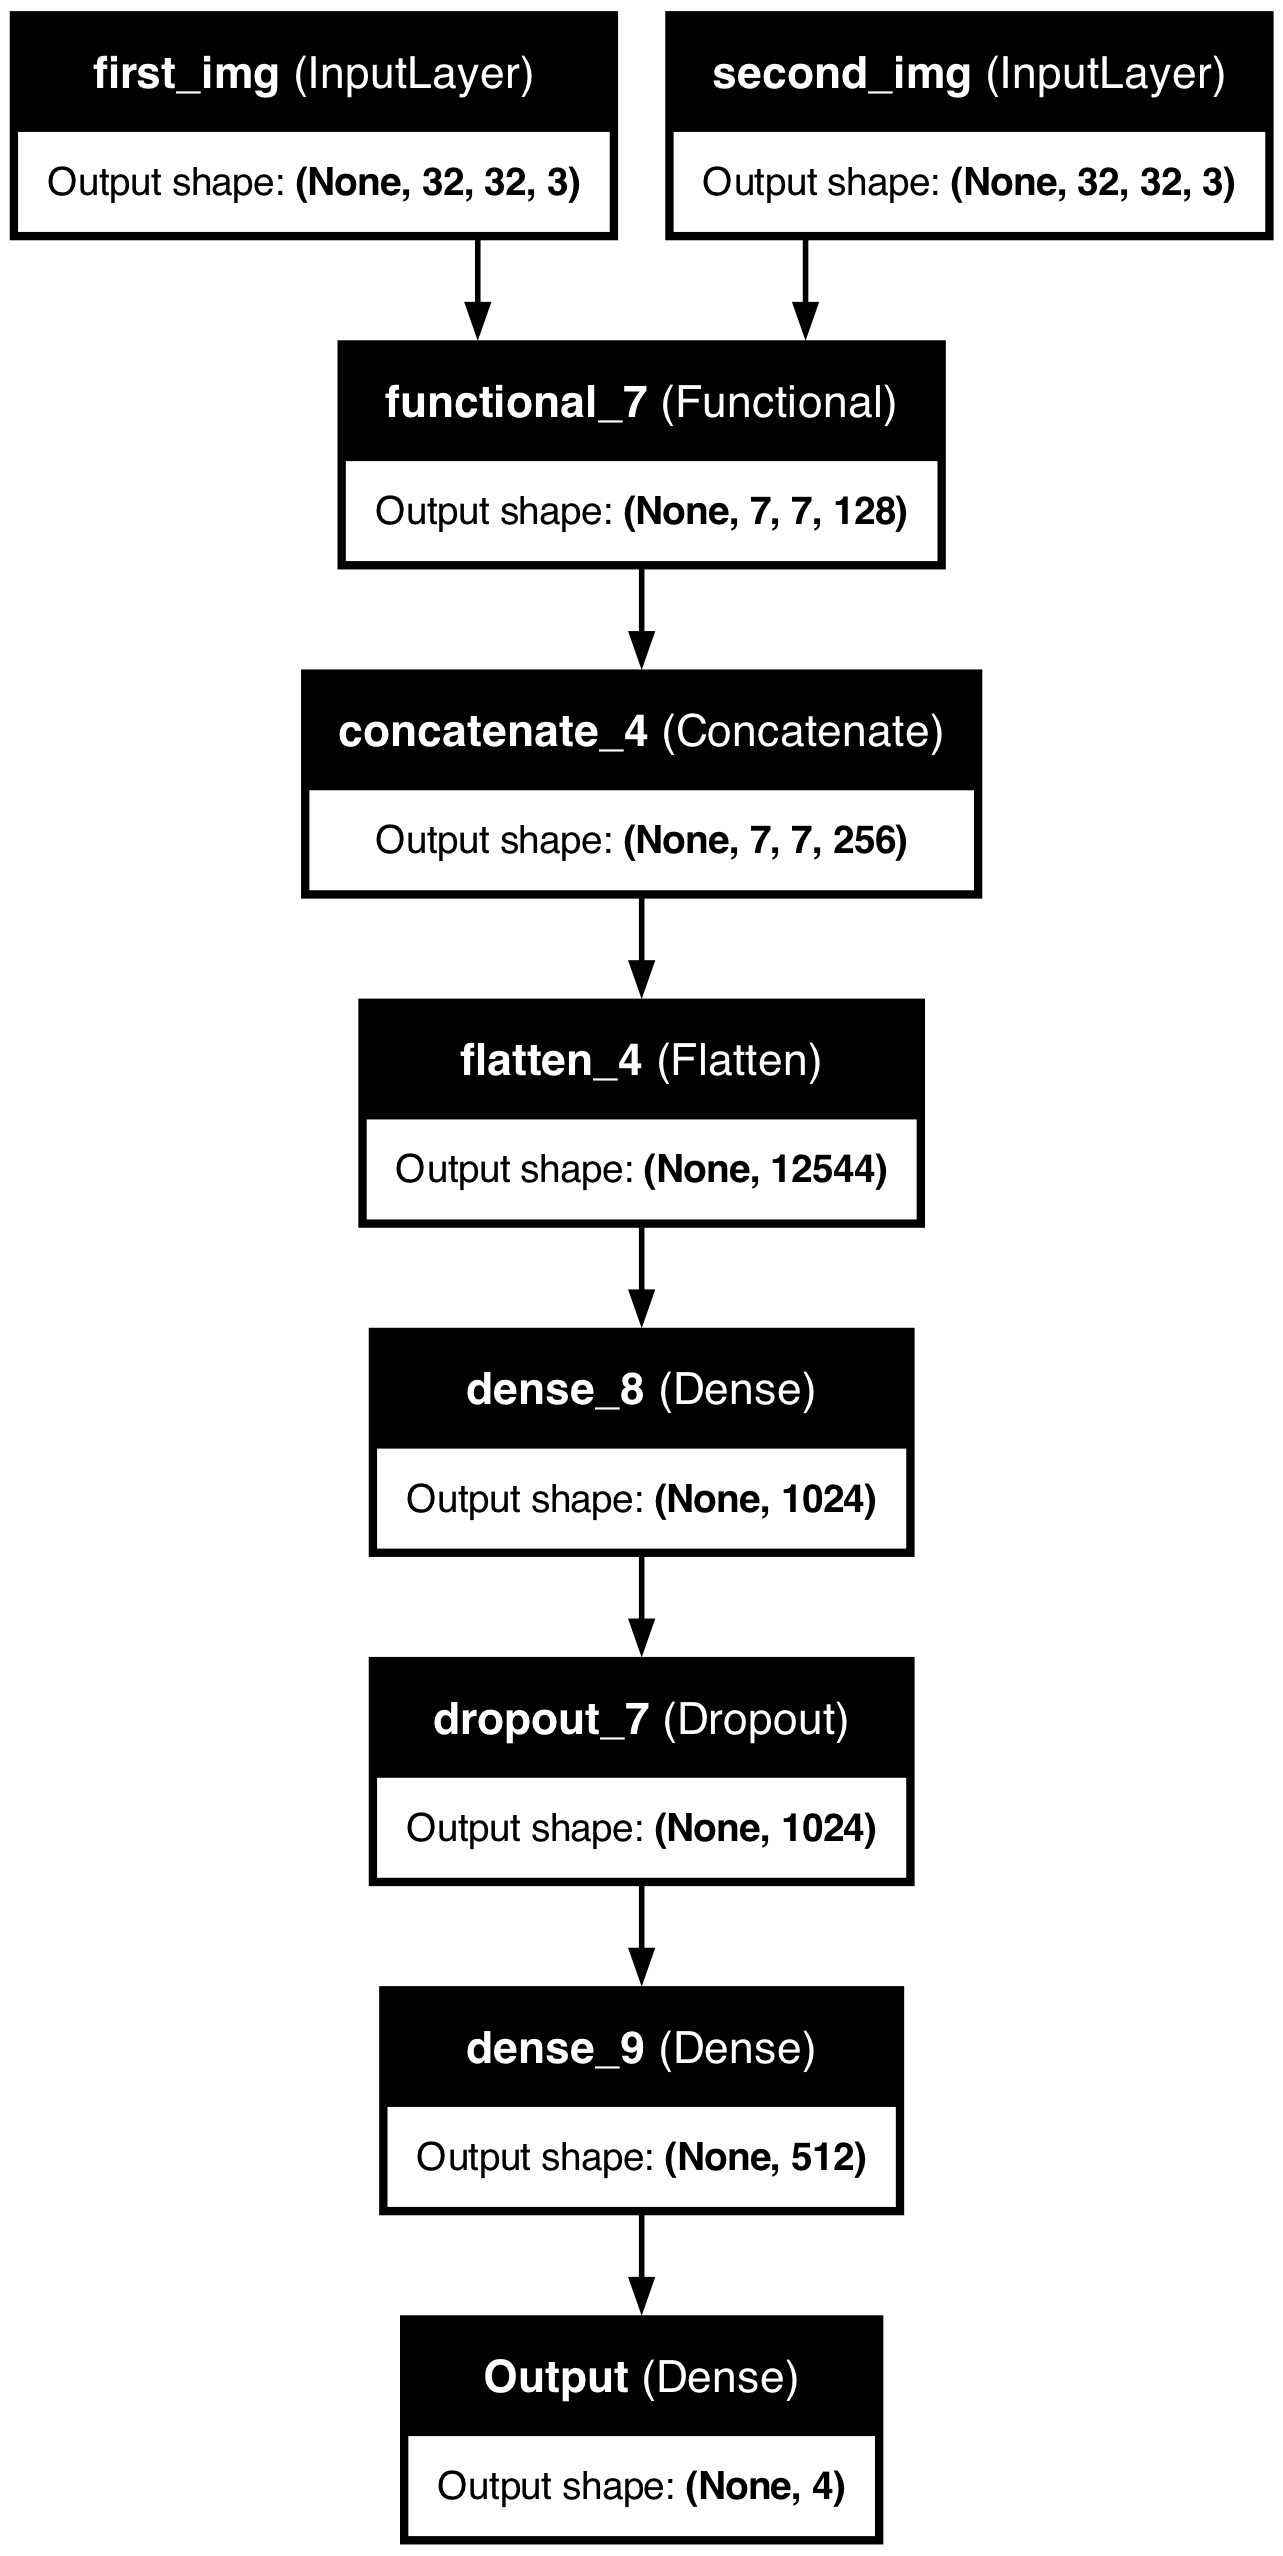 first_img (InputLayer)
Output shape: (None, 32, 32, 3)
second_img (InputLayer)
Output shape: (None, 32, 32, 3)
functional_7 (Functional)
Output shape: (None, 7, 7, 128)
concatenate_4 (Concatenate)
Output shape: (None, 7, 7, 256)
flatten_4 (Flatten)
Output shape: (None, 12544)
dense_8 (Dense)
Output shape: (None, 1024)
dropout_7 (Dropout)
Output shape: (None, 1024)
dense_9 (Dense)
Output shape: (None, 512)
Output (Dense)
Output shape: (None, 4)